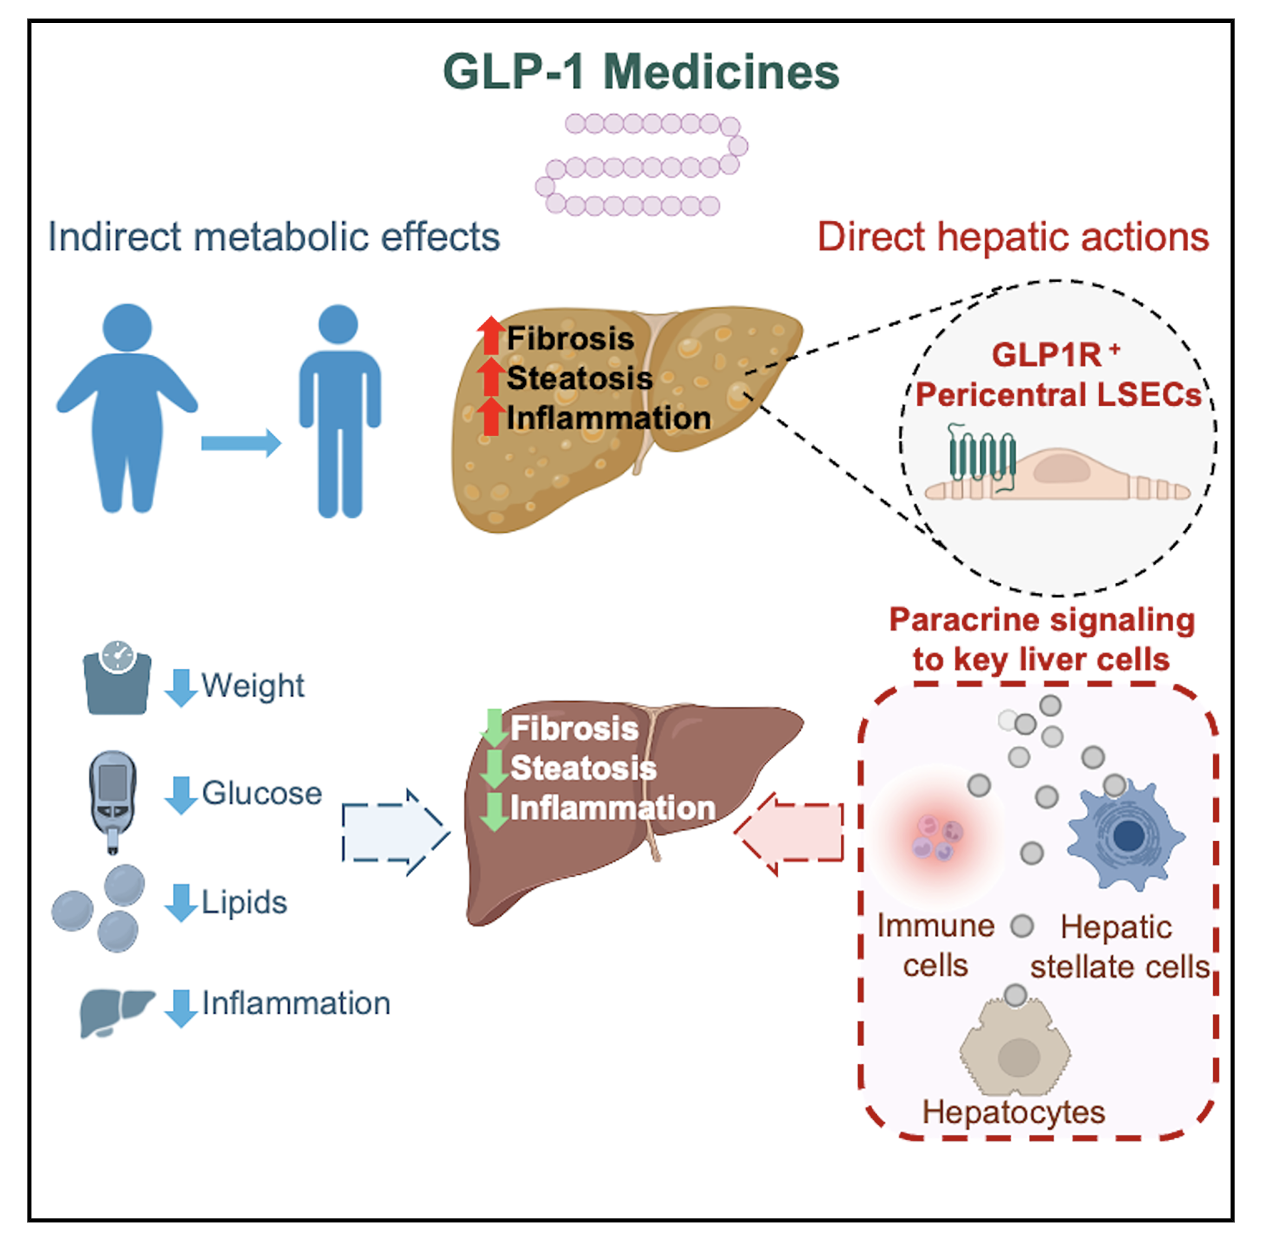 GLP-1 Medicines
Indirect metabolic effects
Direct hepatic actions
Fibrosis
Steatosis
Inflammation
GLP1R +
Pericentral LSECs
Paracrine signaling
to key liver cells
Weight
Glucose
Lipids
Inflammation
Fibrosis
Steatosis
Inflammation
Immune
cells
Hepatic
stellate cells
Hepatocytes